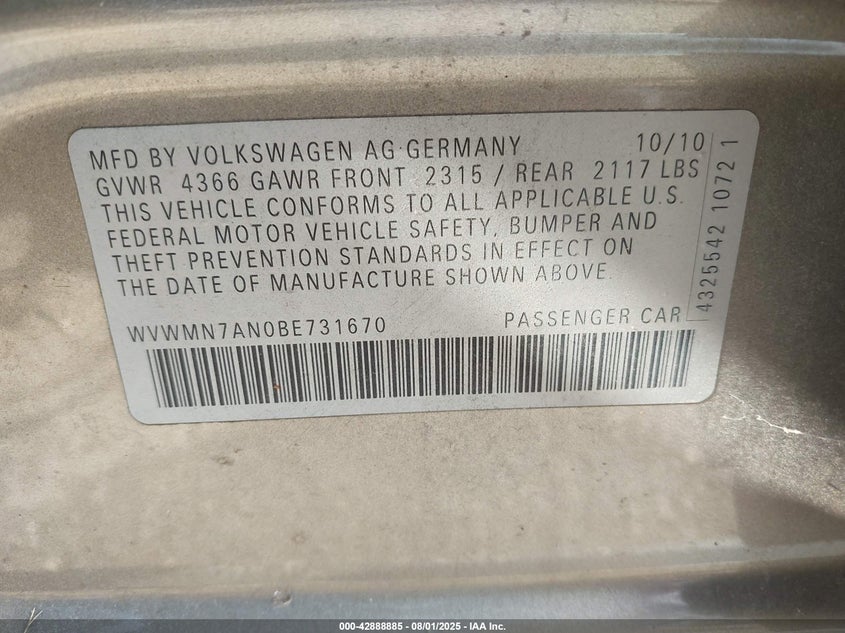 MFD BY VOLKSWAGEN AG GERMANY 10/10
GVWR 4366 GAWR FRONT 2315 / REAR 2117 LBS
THIS VEHICLE CONFORMS TO ALL APPLICABLE U.S.
FEDERAL MOTOR VEHICLE SAFETY, BUMPER AND
THEFT PREVENTION STANDARDS IN EFFECT ON
THE DATE OF MANUFACTURE SHOWN ABOVE.
WVWMN7AN0BE731670 PASSENGER CAR
4325542 10721
000-42888885 - 08/01/2025 - IAA Inc.